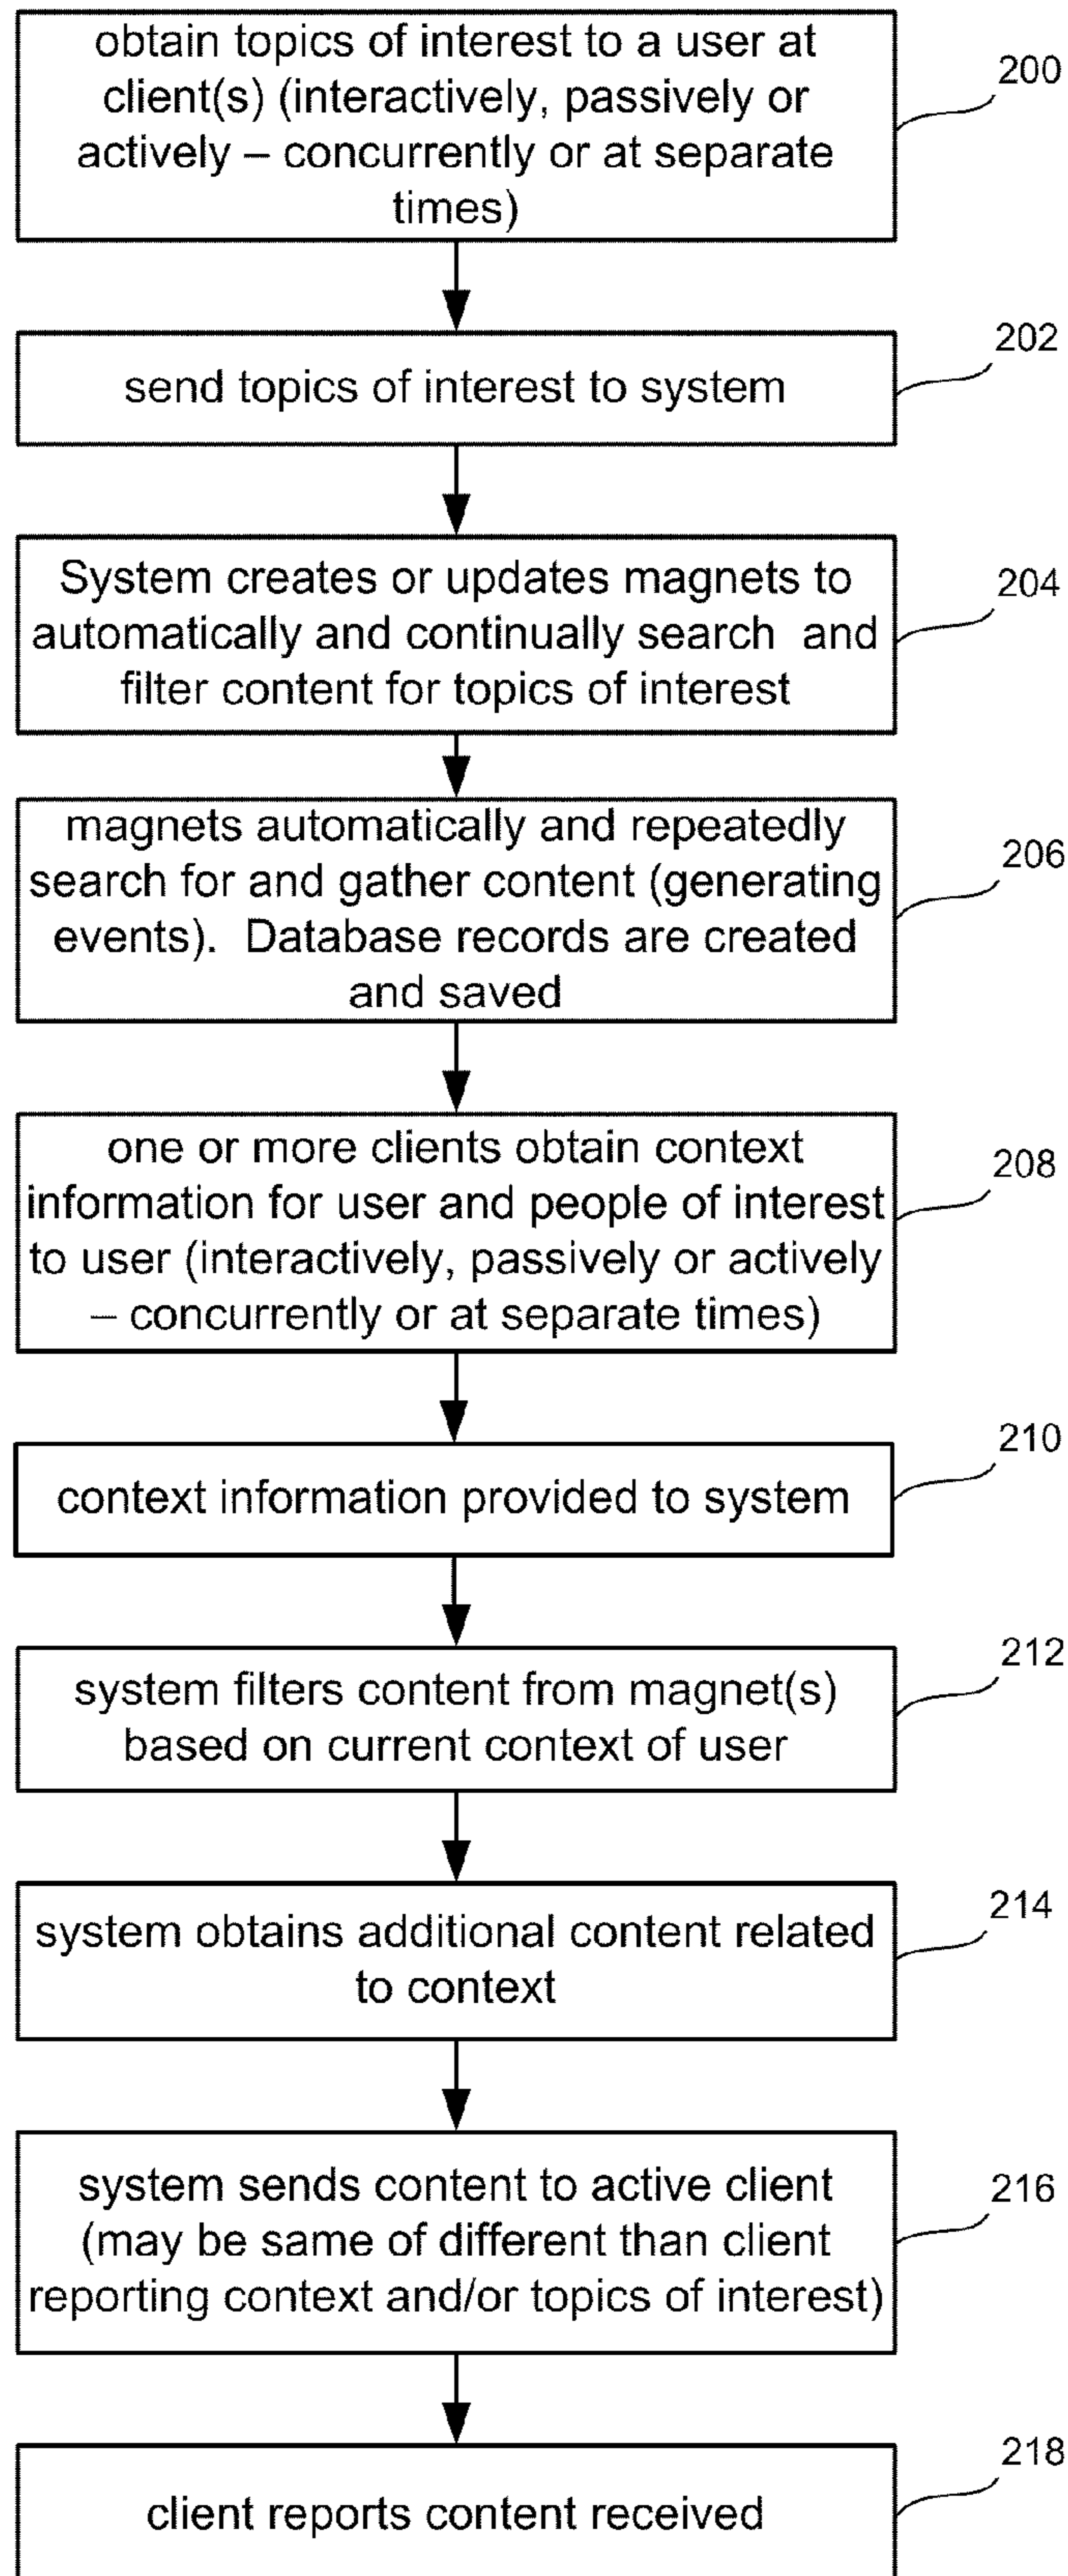 obtain topics of interest to a user at
client(s) (interactively, passively or
actively – concurrently or at separate
times)
200
send topics of interest to system
202
System creates or updates magnets to
automatically and continually search and
filter content for topics of interest
204
magnets automatically and repeatedly
search for and gather content (generating
events). Database records are created
and saved
206
one or more clients obtain context
information for user and people of interest
to user (interactively, passively or actively
– concurrently or at separate times)
208
context information provided to system
210
system filters content from magnet(s)
based on current context of user
212
system obtains additional content related
to context
214
system sends content to active client
(may be same of different than client
reporting context and/or topics of interest)
216
client reports content received
218